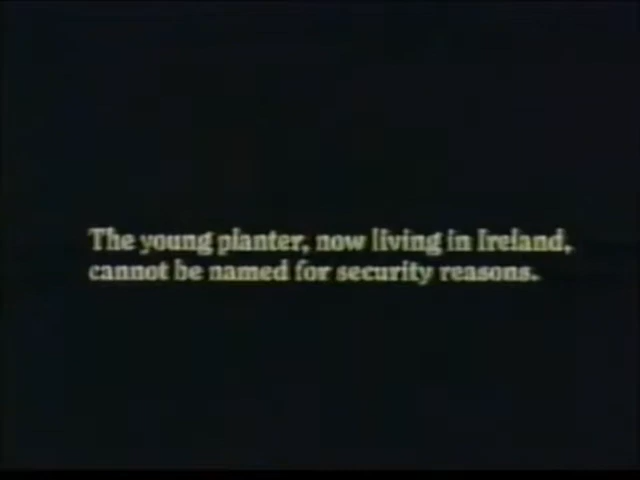 The young planter, now living in Ireland,
cannot be named for security reasons.